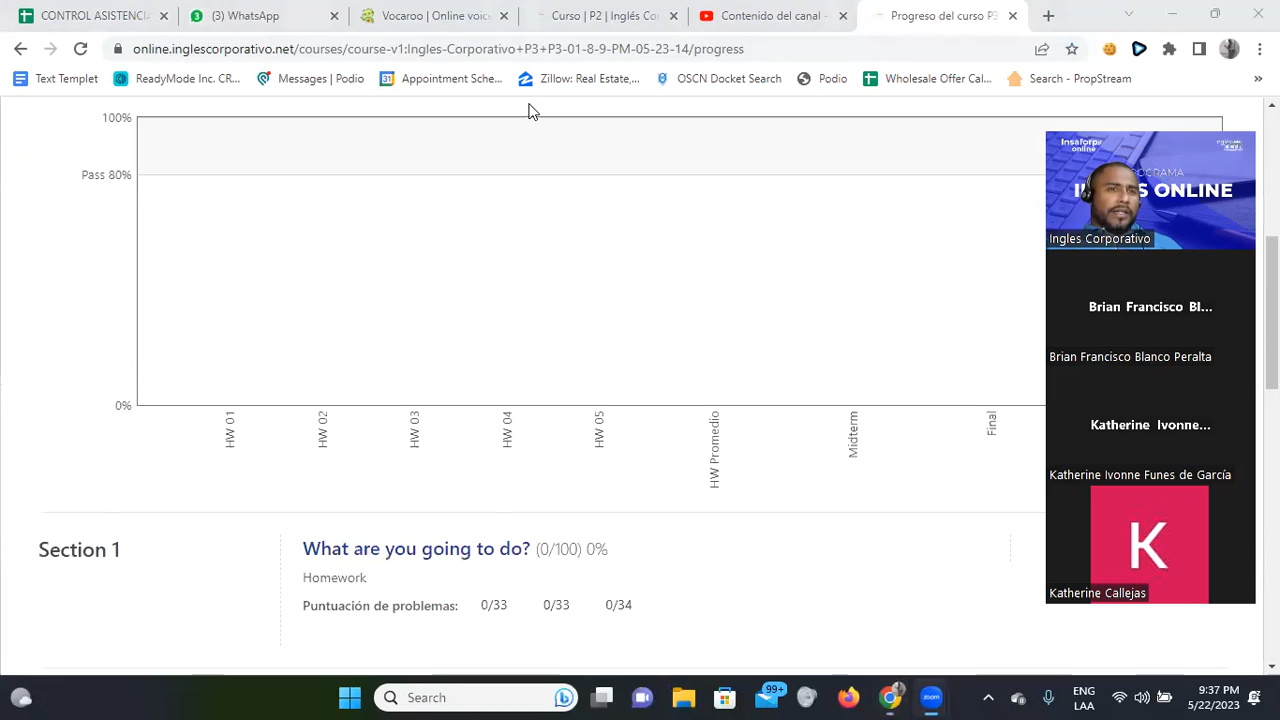 CONTROL ASISTENCIA
(3) WhatsApp
Vocaroo | Online voic
Curso | P2 | Inglés Co
Contenido del canal -
Progreso del curso P3
online.inglescorporativo.net/courses/course-v1:Ingles-Corporativo+P3+P3-01-8-9-PM-05-23-14/progress
Text Templet
ReadyMode Inc. CR...
Messages | Podio
Appointment Sche...
Zillow: Real Estate,...
OSCN Docket Search
Podio
Wholesale Offer Cal...
Search - PropStream
100%
Pass 80%
0%
HW 01
HW 02
HW 03
HW 04
HW 05
HW Promedio
Midterm
Final
Section 1
What are you going to do? (0/100) 0%
Homework
Puntuación de problemas: 0/33 0/33 0/34
Insaforp
online
S ONLINE
Ingles Corporativo
Brian Francisco Bl...
Brian Francisco Blanco Peralta
Katherine Ivonne...
Katherine Ivonne Funes de García
K
Katherine Callejas
Search
99+
ENG
LAA
9:37 PM
5/22/2023